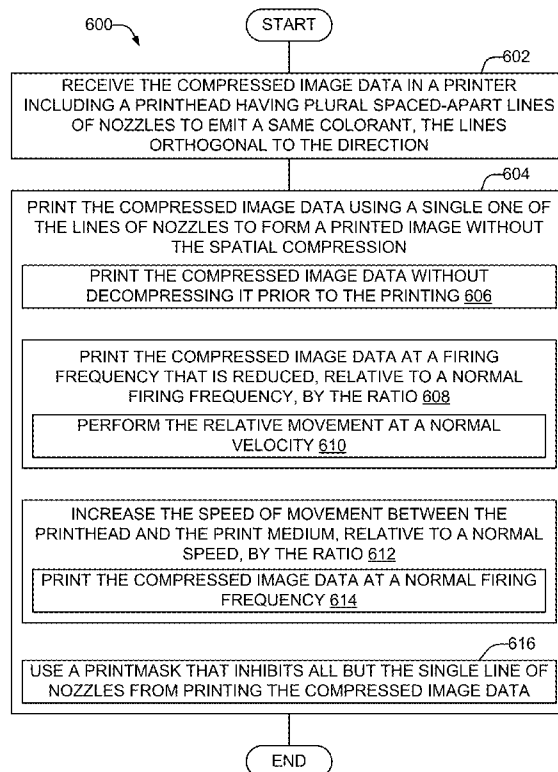 600
START
602
RECEIVE THE COMPRESSED IMAGE DATA IN A PRINTER
INCLUDING A PRINTHEAD HAVING PLURAL SPACED-APART LINES
OF NOZZLES TO EMIT A SAME COLORANT, THE LINES
ORTHOGONAL TO THE DIRECTION
604
PRINT THE COMPRESSED IMAGE DATA USING A SINGLE ONE OF
THE LINES OF NOZZLES TO FORM A PRINTED IMAGE WITHOUT
THE SPATIAL COMPRESSION
PRINT THE COMPRESSED IMAGE DATA WITHOUT
DECOMPRESSING IT PRIOR TO THE PRINTING 606
PRINT THE COMPRESSED IMAGE DATA AT A FIRING
FREQUENCY THAT IS REDUCED, RELATIVE TO A NORMAL
FIRING FREQUENCY, BY THE RATIO 608
PERFORM THE RELATIVE MOVEMENT AT A NORMAL
VELOCITY 610
INCREASE THE SPEED OF MOVEMENT BETWEEN THE
PRINTHEAD AND THE PRINT MEDIUM, RELATIVE TO A NORMAL
SPEED, BY THE RATIO 612
PRINT THE COMPRESSED IMAGE DATA AT A NORMAL FIRING
FREQUENCY 614
616
USE A PRINTMASK THAT INHIBITS ALL BUT THE SINGLE LINE OF
NOZZLES FROM PRINTING THE COMPRESSED IMAGE DATA
END